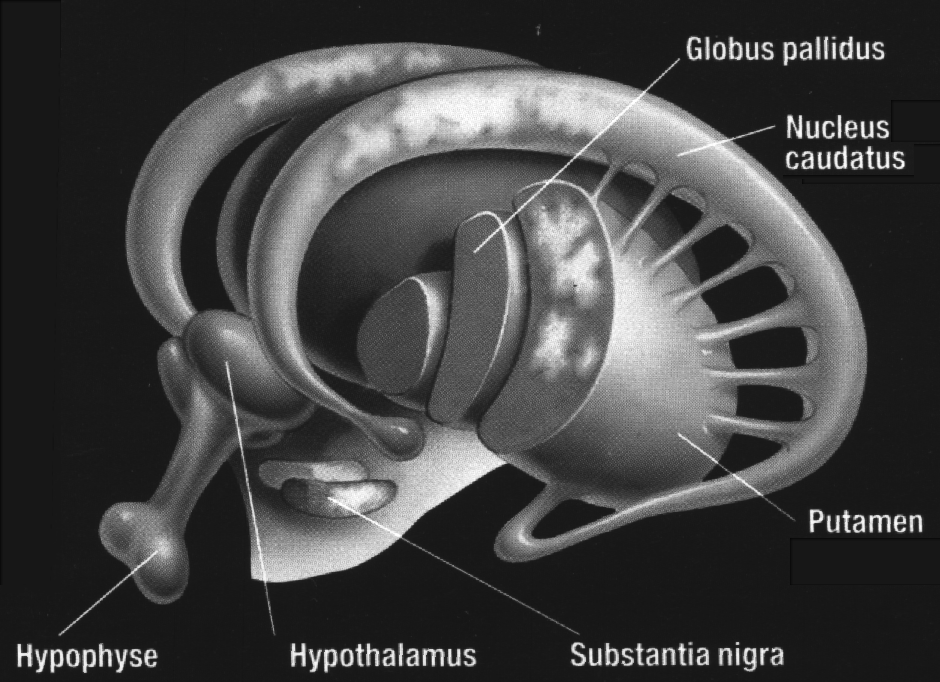 Globus pallidus
Nucleus
caudatus
Putamen
Hypophyse
Hypothalamus
Substantia nigra